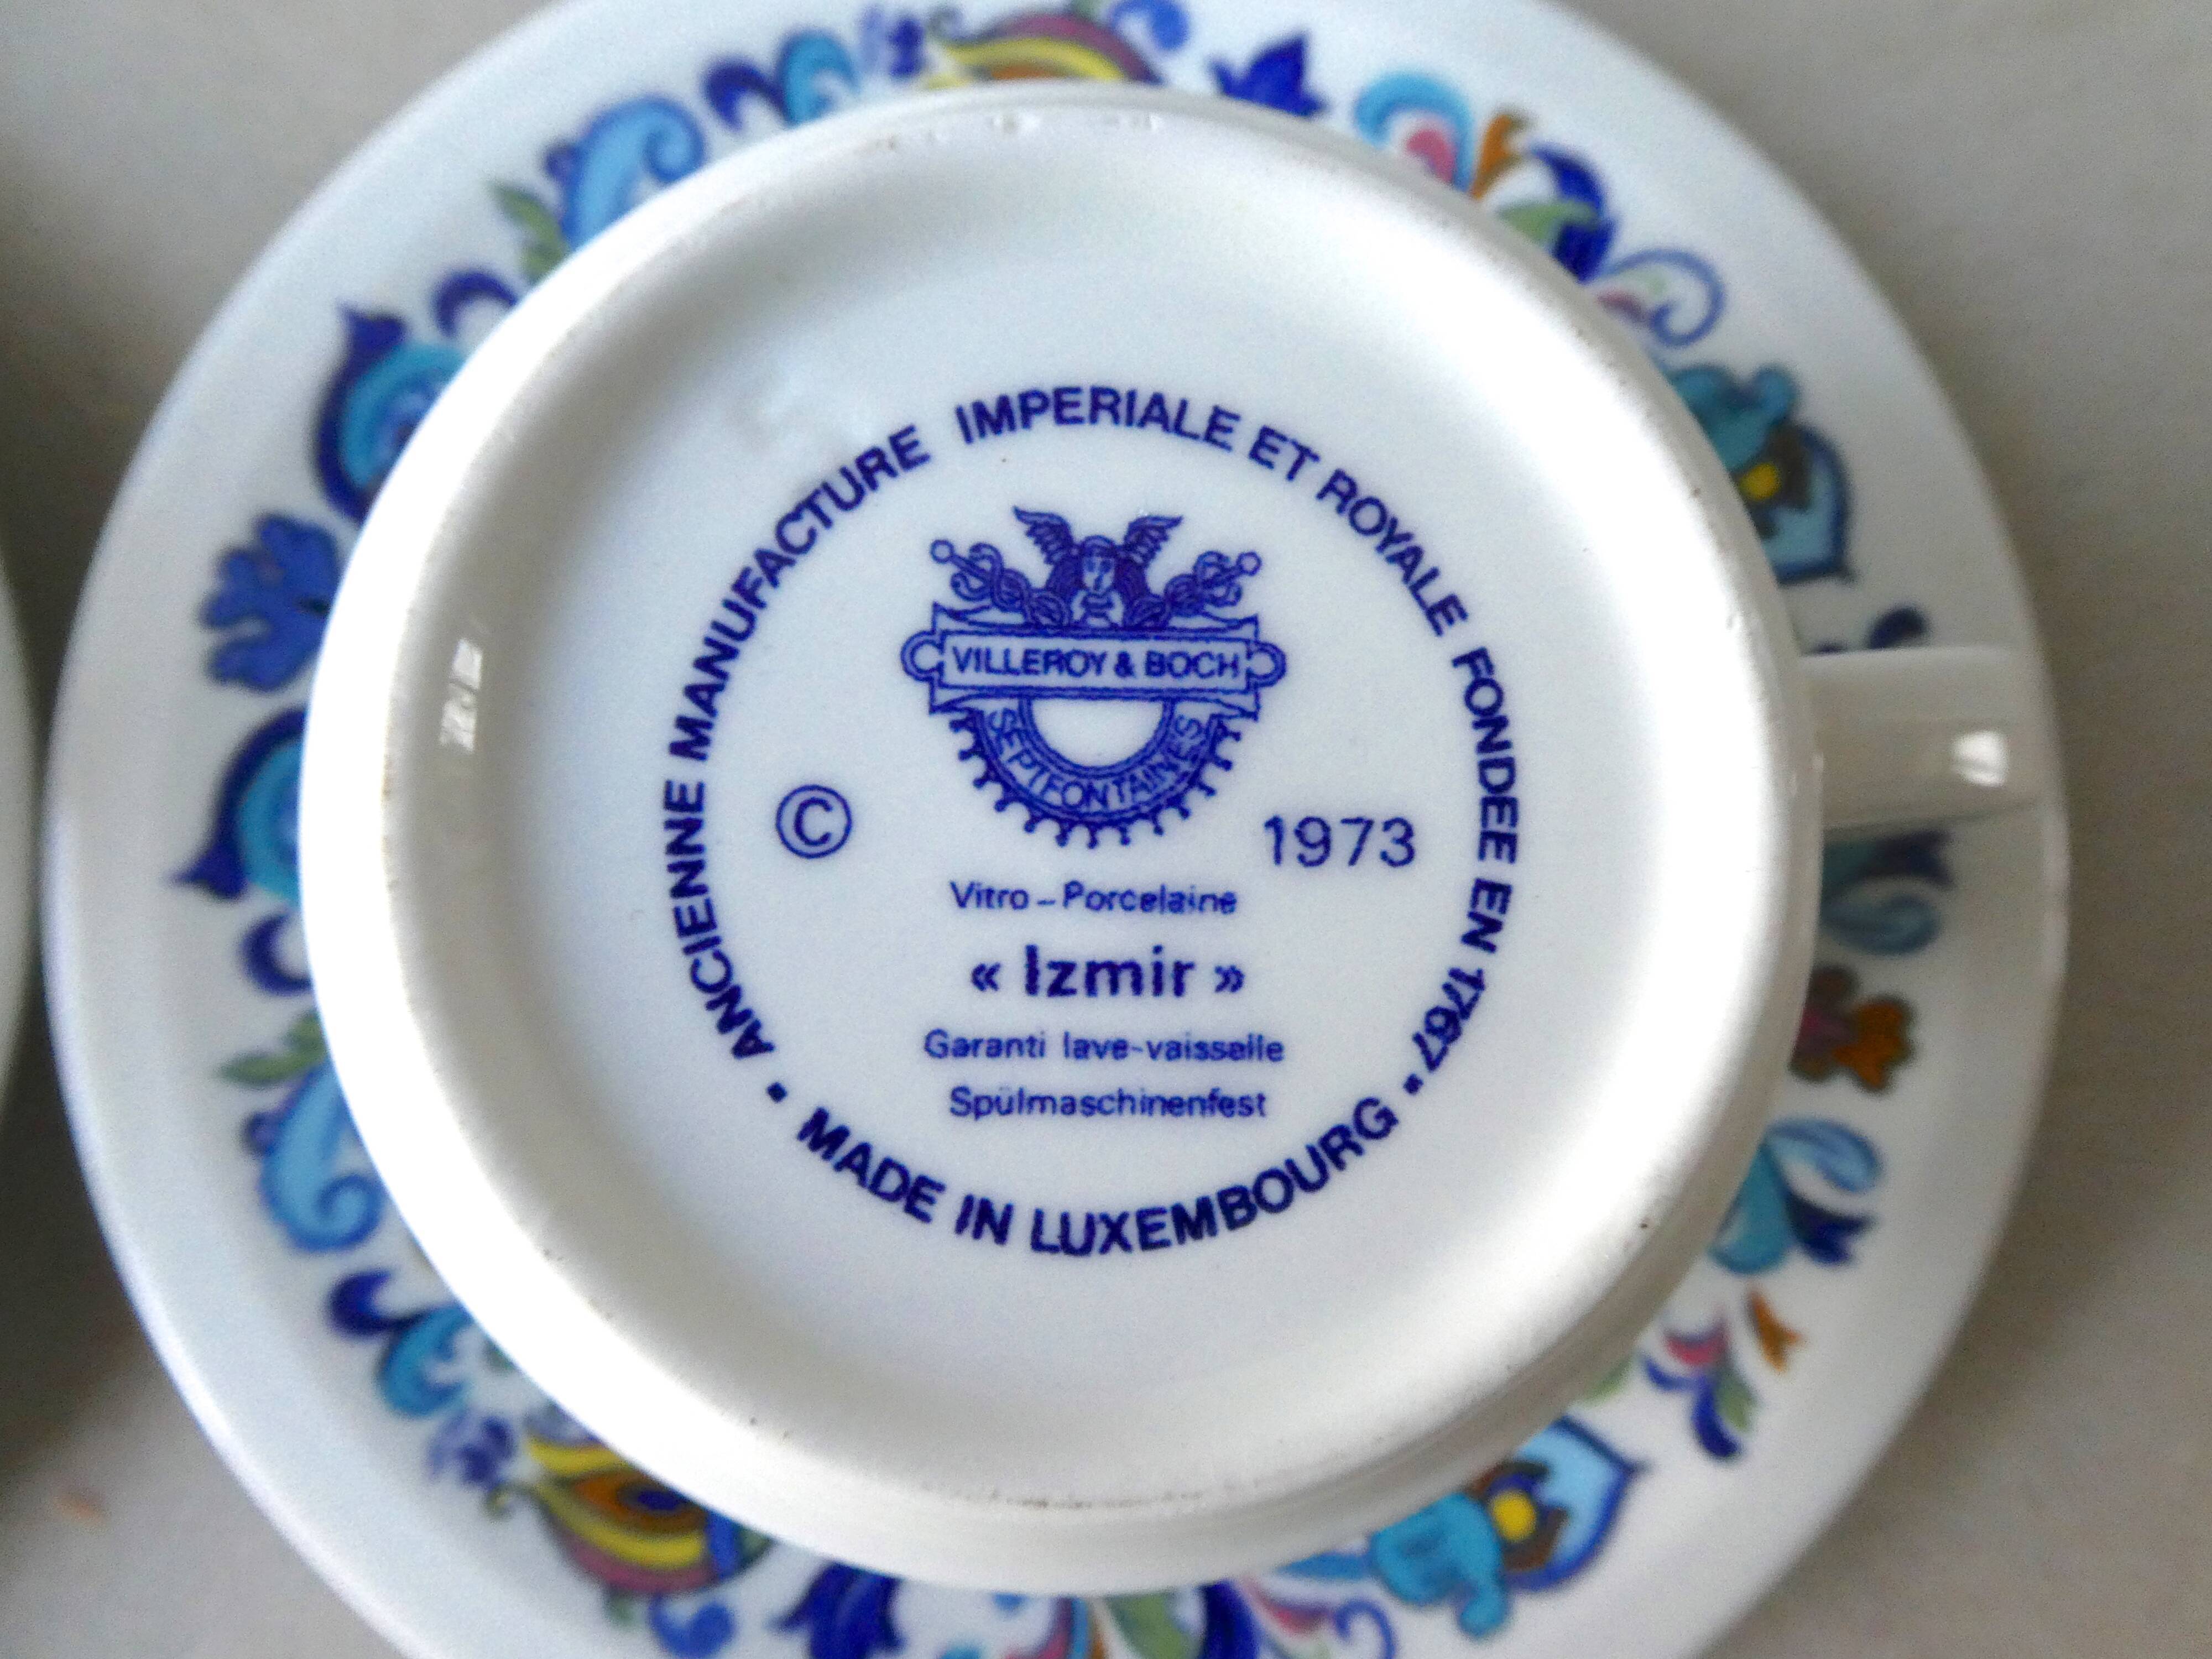 ANCIENNE MANUFACTURE IMPERIALE ET ROYALE FONDEE EN 1767 •
MADE IN LUXEMBOURG •
VILLEROY & BOCH
SEPTFONTAINES
© 1973
Vitro-Porcelaine
« Izmir »
Garanti lave-vaisselle
Spülmaschinenfest